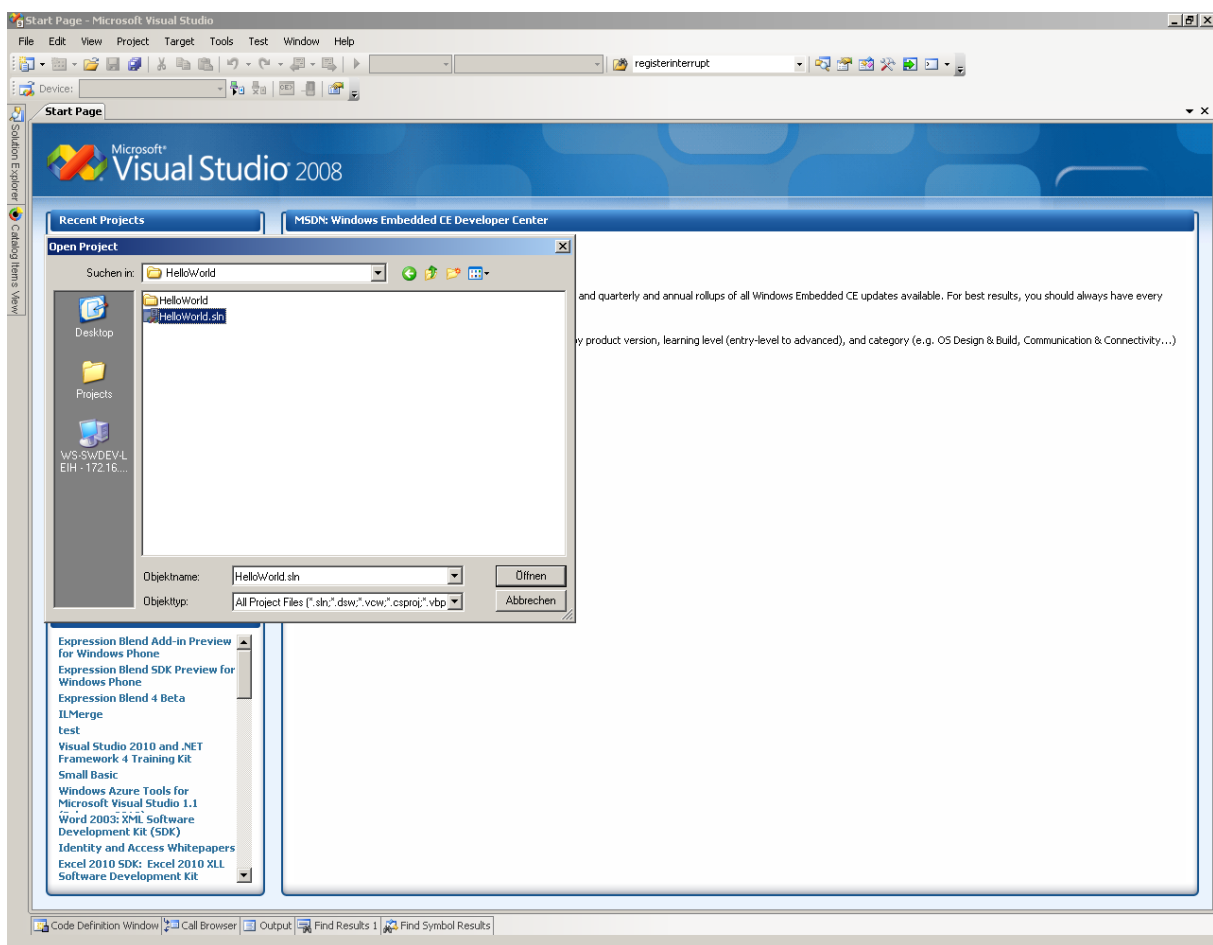 Start Page - Microsoft Visual Studio
File Edit View Project Target Tools Test Window Help
registerinterrupt
Device:
Start Page
Solution Explorer
Catalog Items View
Microsoft®
Visual Studio® 2008
Recent Projects
MSDN: Windows Embedded CE Developer Center
Open Project
Suchen in:
HelloWorld
HelloWorld
HelloWorld.sln
Desktop
Projects
WS-SWDEV-L
EIH - 172.16....
and quarterly and annual rollups of all Windows Embedded CE updates available. For best results, you should always have every
y product version, learning level (entry-level to advanced), and category (e.g. OS Design & Build, Communication & Connectivity...)
Objektname:
HelloWorld.sln
Öffnen
Objekttyp:
All Project Files (*.sln;*.dsw;*.vcw;*.csproj;*.vbp
Abbrechen
Expression Blend Add-in Preview
for Windows Phone
Expression Blend SDK Preview for
Windows Phone
Expression Blend 4 Beta
ILMerge
test
Visual Studio 2010 and .NET
Framework 4 Training Kit
Small Basic
Windows Azure Tools for
Microsoft Visual Studio 1.1
Word 2003: XML Software
Development Kit (SDK)
Identity and Access Whitepapers
Excel 2010 SDK: Excel 2010 XLL
Software Development Kit
Code Definition Window Call Browser Output Find Results 1 Find Symbol Results